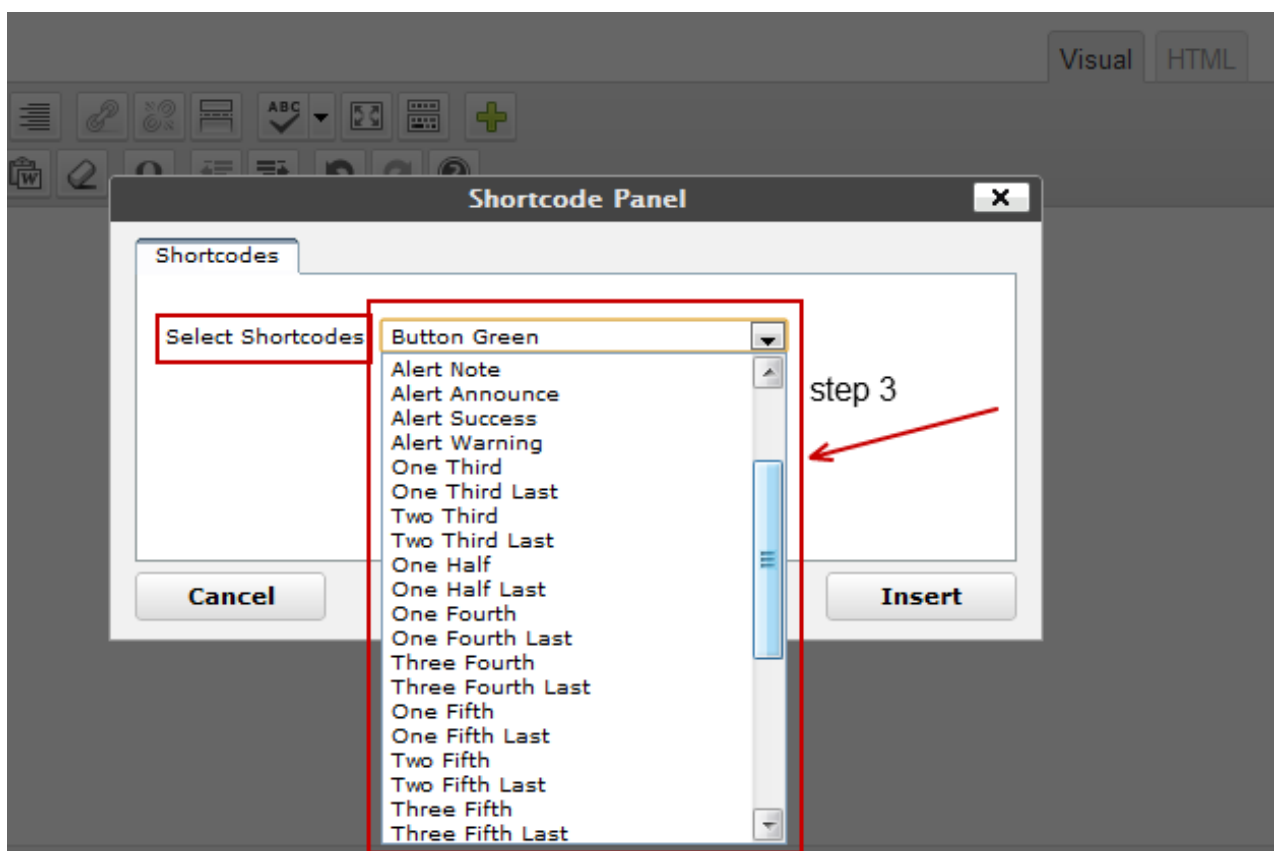 Visual HTML
ABC
W
Shortcode Panel X
Shortcodes
Select Shortcodes Button Green
Alert Note
Alert Announce
Alert Success
Alert Warning
One Third
One Third Last
Two Third
Two Third Last
One Half
One Half Last
One Fourth
One Fourth Last
Three Fourth
Three Fourth Last
One Fifth
One Fifth Last
Two Fifth
Two Fifth Last
Three Fifth
Three Fifth Last
step 3
Cancel Insert